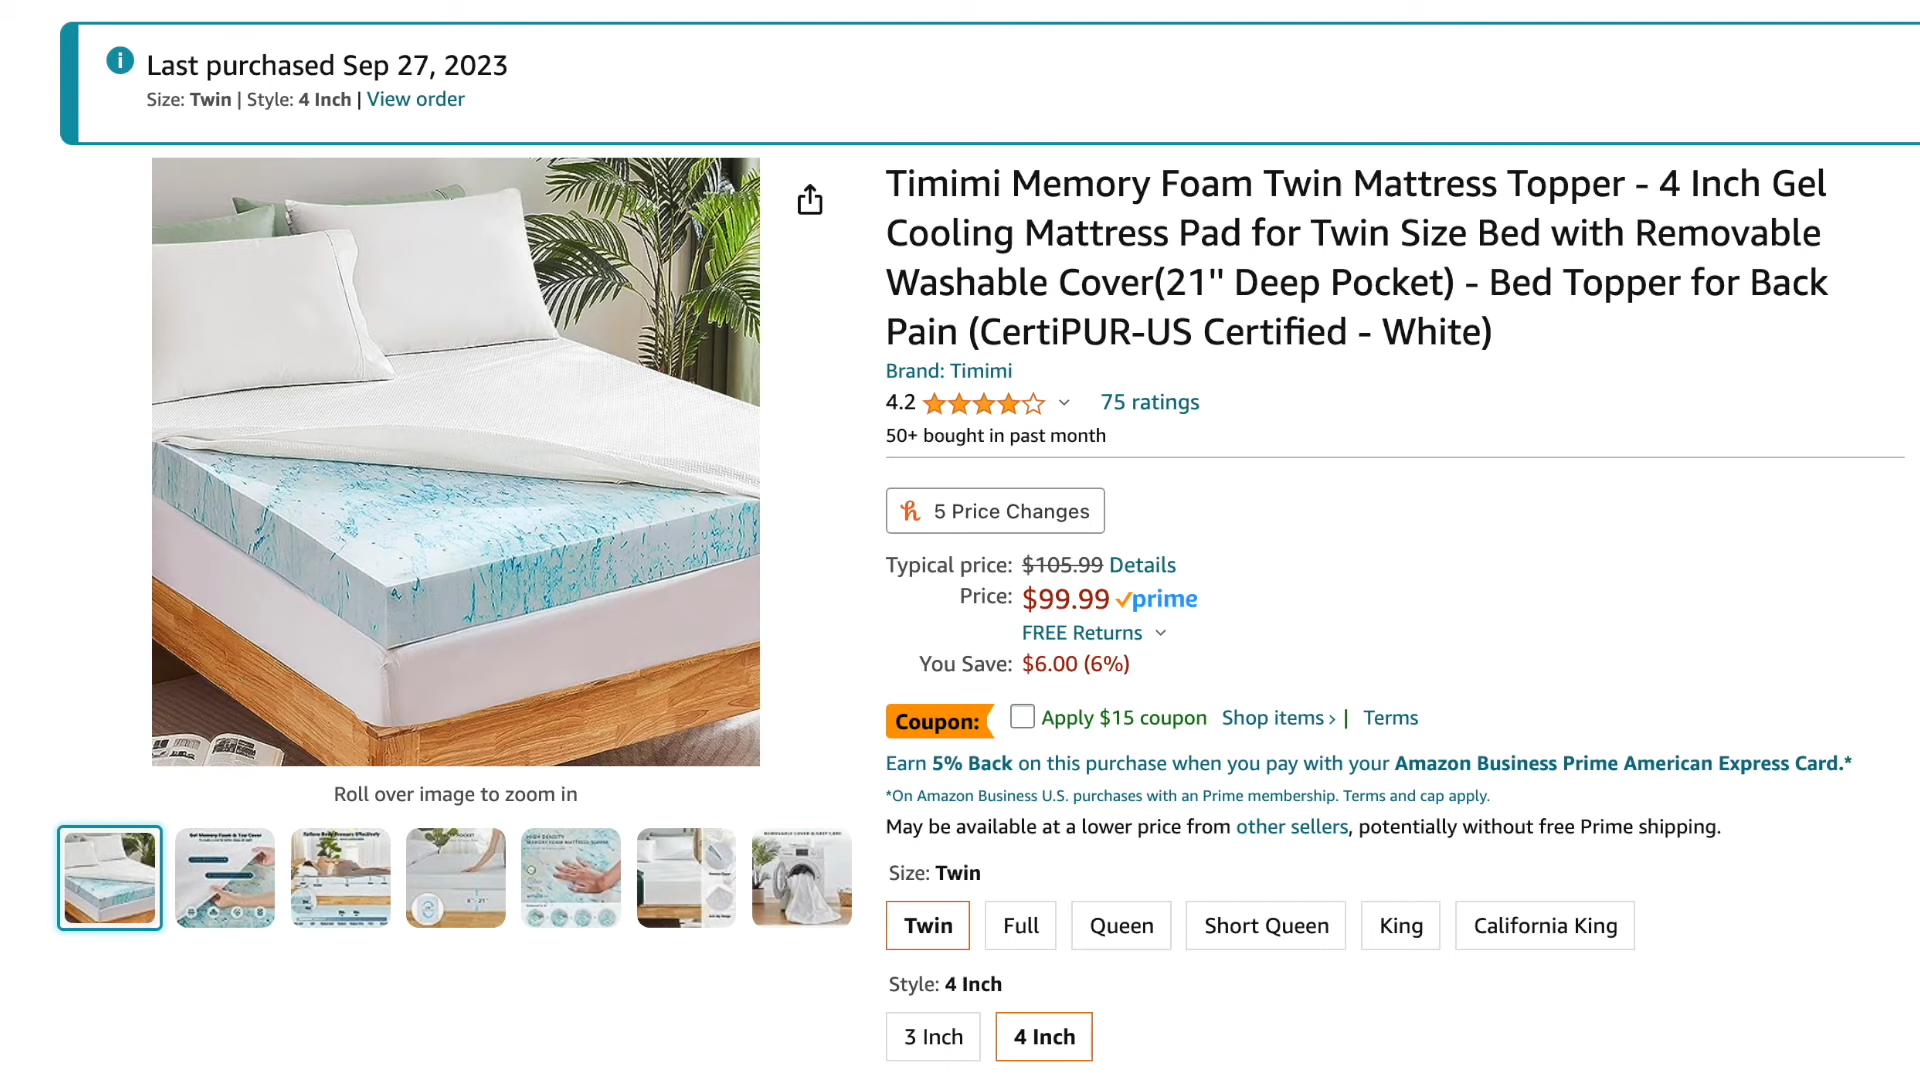 Last purchased Sep 27, 2023
Size: Twin | Style: 4 Inch | View order
Timimi Memory Foam Twin Mattress Topper - 4 Inch Gel
Cooling Mattress Pad for Twin Size Bed with Removable
Washable Cover(21" Deep Pocket) - Bed Topper for Back
Pain (CertiPUR-US Certified - White)
Brand: Timimi
4.2 75 ratings
50+ bought in past month
5 Price Changes
Typical price: $105.99 Details
Price: $99.99 prime
FREE Returns
You Save: $6.00 (6%)
Coupon: Apply $15 coupon Shop items › | Terms
Earn 5% Back on this purchase when you pay with your Amazon Business Prime American Express Card.*
*On Amazon Business U.S. purchases with an Prime membership. Terms and cap apply.
May be available at a lower price from other sellers, potentially without free Prime shipping.
Size: Twin
Twin Full Queen Short Queen King California King
Style: 4 Inch
3 Inch 4 Inch
Roll over image to zoom in